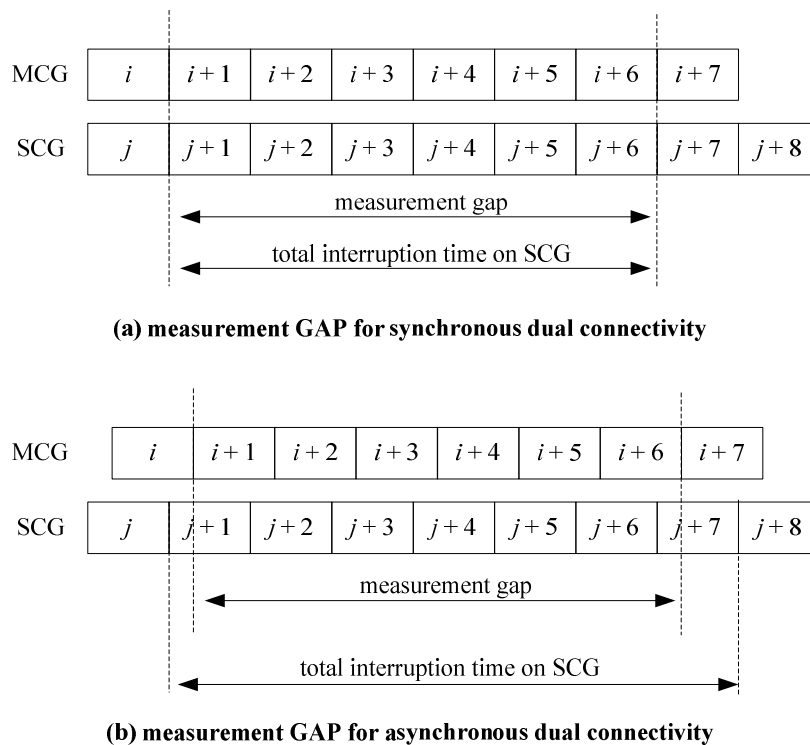 MCG i i + 1 i + 2 i + 3 i + 4 i + 5 i + 6 i + 7
SCG j j + 1 j + 2 j + 3 j + 4 j + 5 j + 6 j + 7 j + 8
measurement gap
total interruption time on SCG
(a) measurement GAP for synchronous dual connectivity
MCG i i + 1 i + 2 i + 3 i + 4 i + 5 i + 6 i + 7
SCG j j + 1 j + 2 j + 3 j + 4 j + 5 j + 6 j + 7 j + 8
measurement gap
total interruption time on SCG
(b) measurement GAP for asynchronous dual connectivity